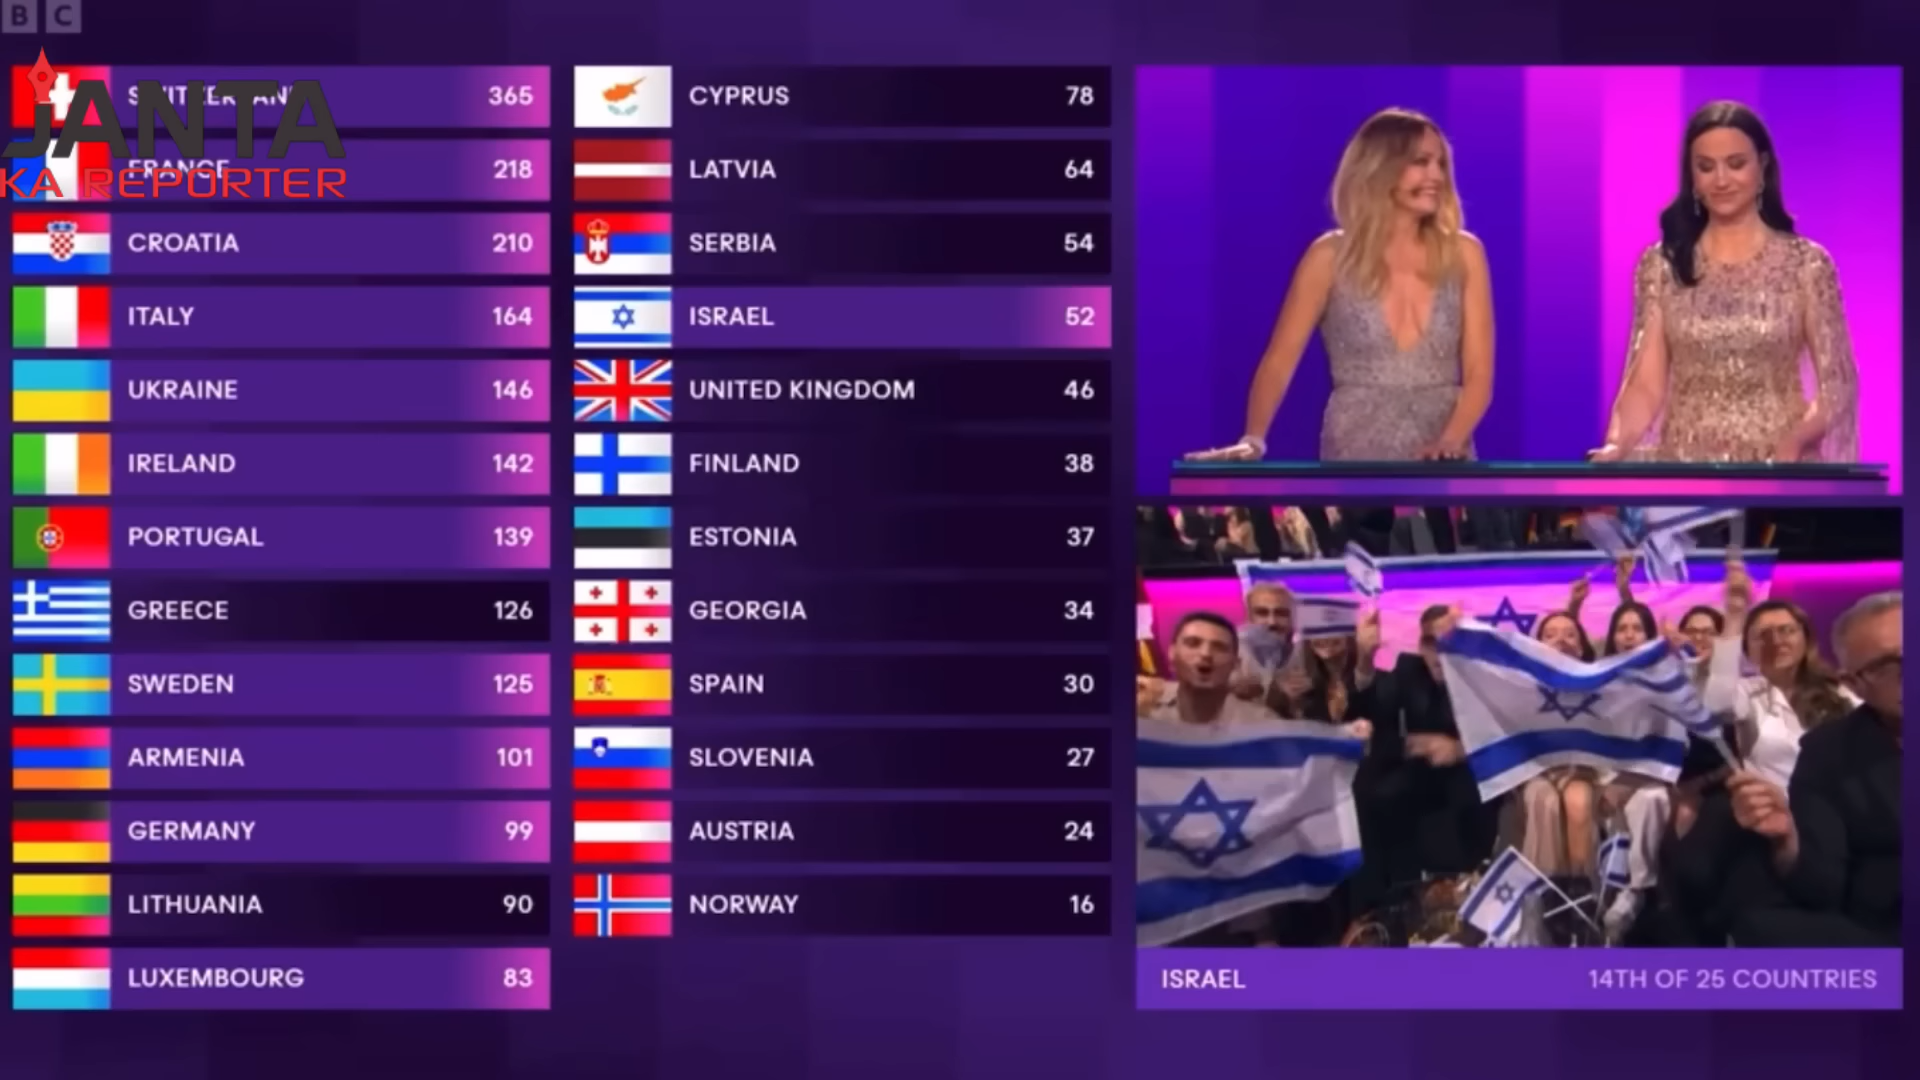 B C
JANTA
KA REPORTER
SWITZERLAND 365
FRANCE 218
CROATIA 210
ITALY 164
UKRAINE 146
IRELAND 142
PORTUGAL 139
GREECE 126
SWEDEN 125
ARMENIA 101
GERMANY 99
LITHUANIA 90
LUXEMBOURG 83
CYPRUS 78
LATVIA 64
SERBIA 54
ISRAEL 52
UNITED KINGDOM 46
FINLAND 38
ESTONIA 37
GEORGIA 34
SPAIN 30
SLOVENIA 27
AUSTRIA 24
NORWAY 16
ISRAEL 14TH OF 25 COUNTRIES